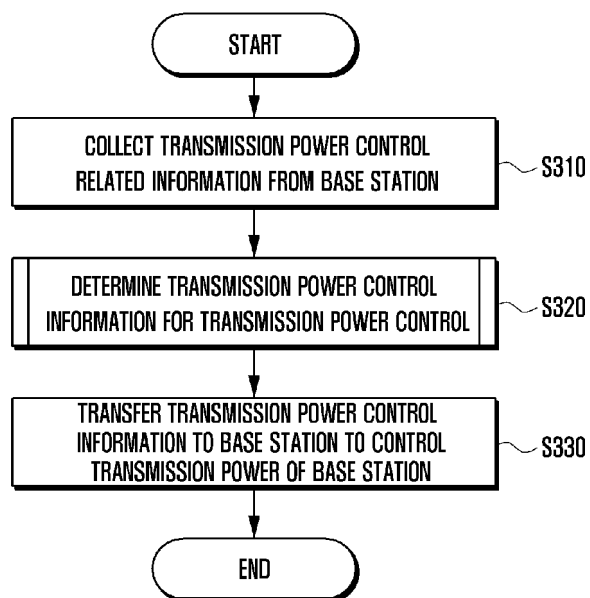 START
COLLECT TRANSMISSION POWER CONTROL
RELATED INFORMATION FROM BASE STATION
S310
DETERMINE TRANSMISSION POWER CONTROL
INFORMATION FOR TRANSMISSION POWER CONTROL
S320
TRANSFER TRANSMISSION POWER CONTROL
INFORMATION TO BASE STATION TO CONTROL
TRANSMISSION POWER OF BASE STATION
S330
END